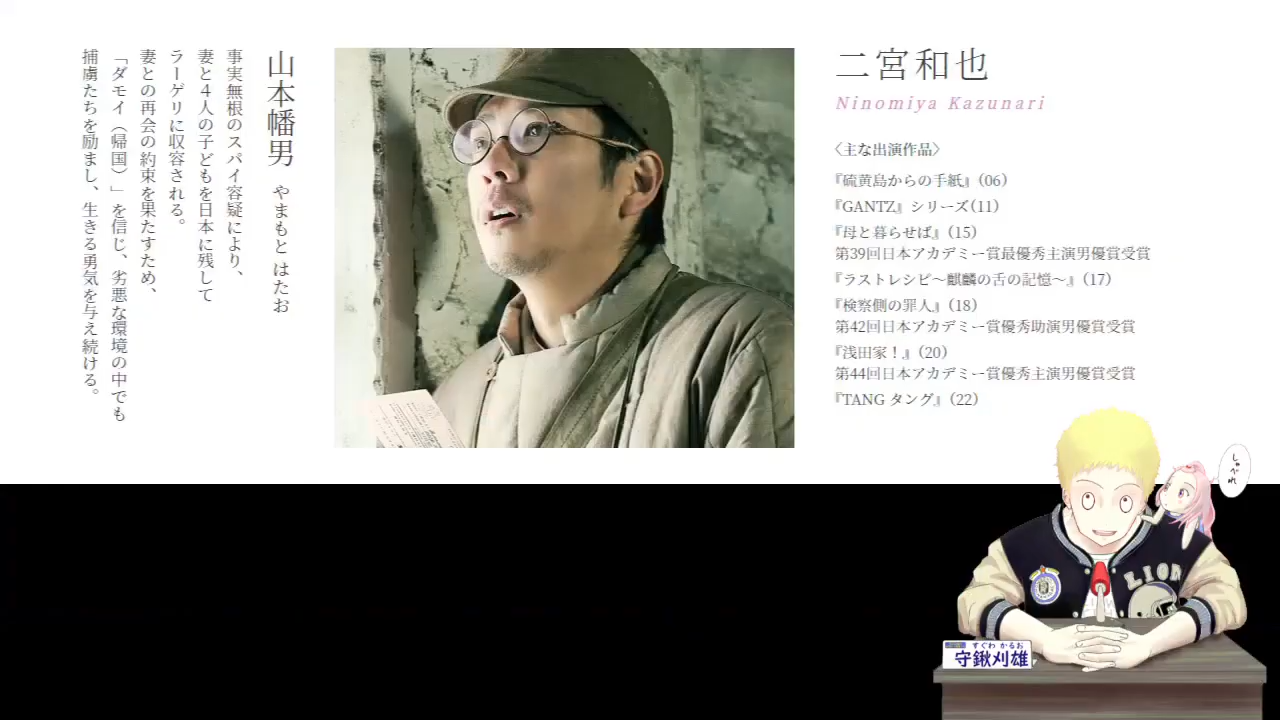 山本幡男 やまもと はたお
事実無根のスパイ容疑により、
妻と４人の子どもを日本に残して
ラーゲリに収容される。
妻との再会の約束を果たすため、
「ダモイ（帰国）」を信じ、劣悪な環境の中でも
捕虜たちを励まし、生きる勇気を与え続ける。
二宮和也
Ninomiya Kazunari
〈主な出演作品〉
『硫黄島からの手紙』(06)
『GANTZ』シリーズ(11)
『母と暮らせば』(15)
第39回日本アカデミー賞最優秀主演男優賞受賞
『ラストレシピ〜麒麟の舌の記憶〜』(17)
『検察側の罪人』(18)
第42回日本アカデミー賞優秀助演男優賞受賞
『浅田家！』(20)
第44回日本アカデミー賞優秀主演男優賞受賞
『TANG タング』(22)
しゃべれ
LION
すぐわ かるお
守鍬刈雄